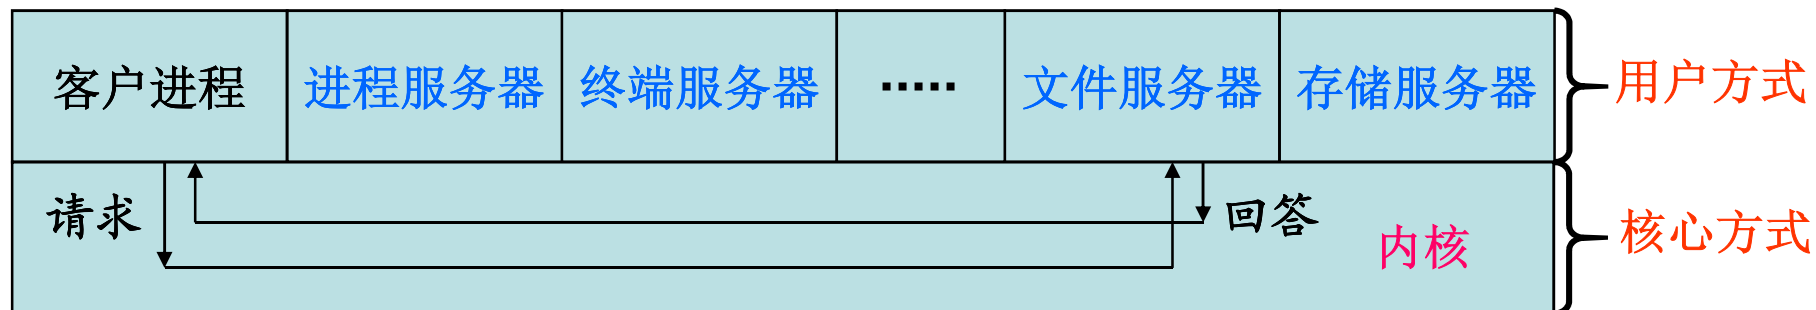 客户进程 进程服务器 终端服务器 ····· 文件服务器 存储服务器 用户方式
请求 回答 内核 核心方式